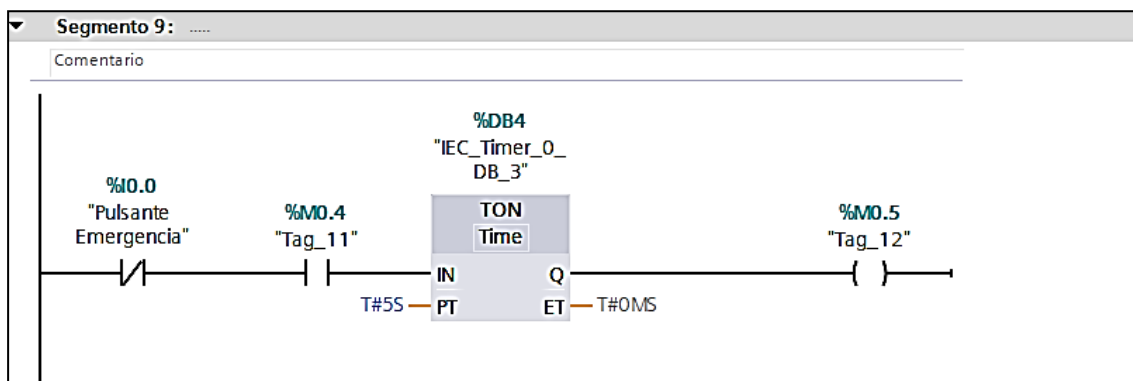 Segmento 9: .....
Comentario
%DB4
"IEC_Timer_0_
DB_3"
%I0.0
"Pulsante
Emergencia"
%M0.4
"Tag_11"
TON
Time
%M0.5
"Tag_12"
IN
Q
T#5S
PT
ET
T#0MS